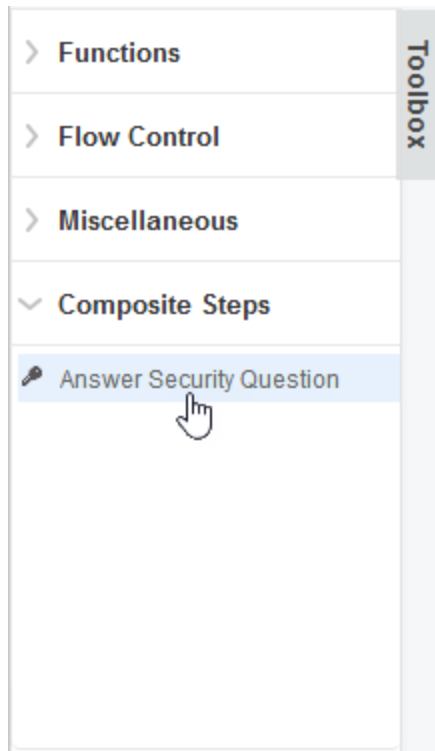 Functions
Toolbox
Flow Control
Miscellaneous
Composite Steps
Answer Security Question